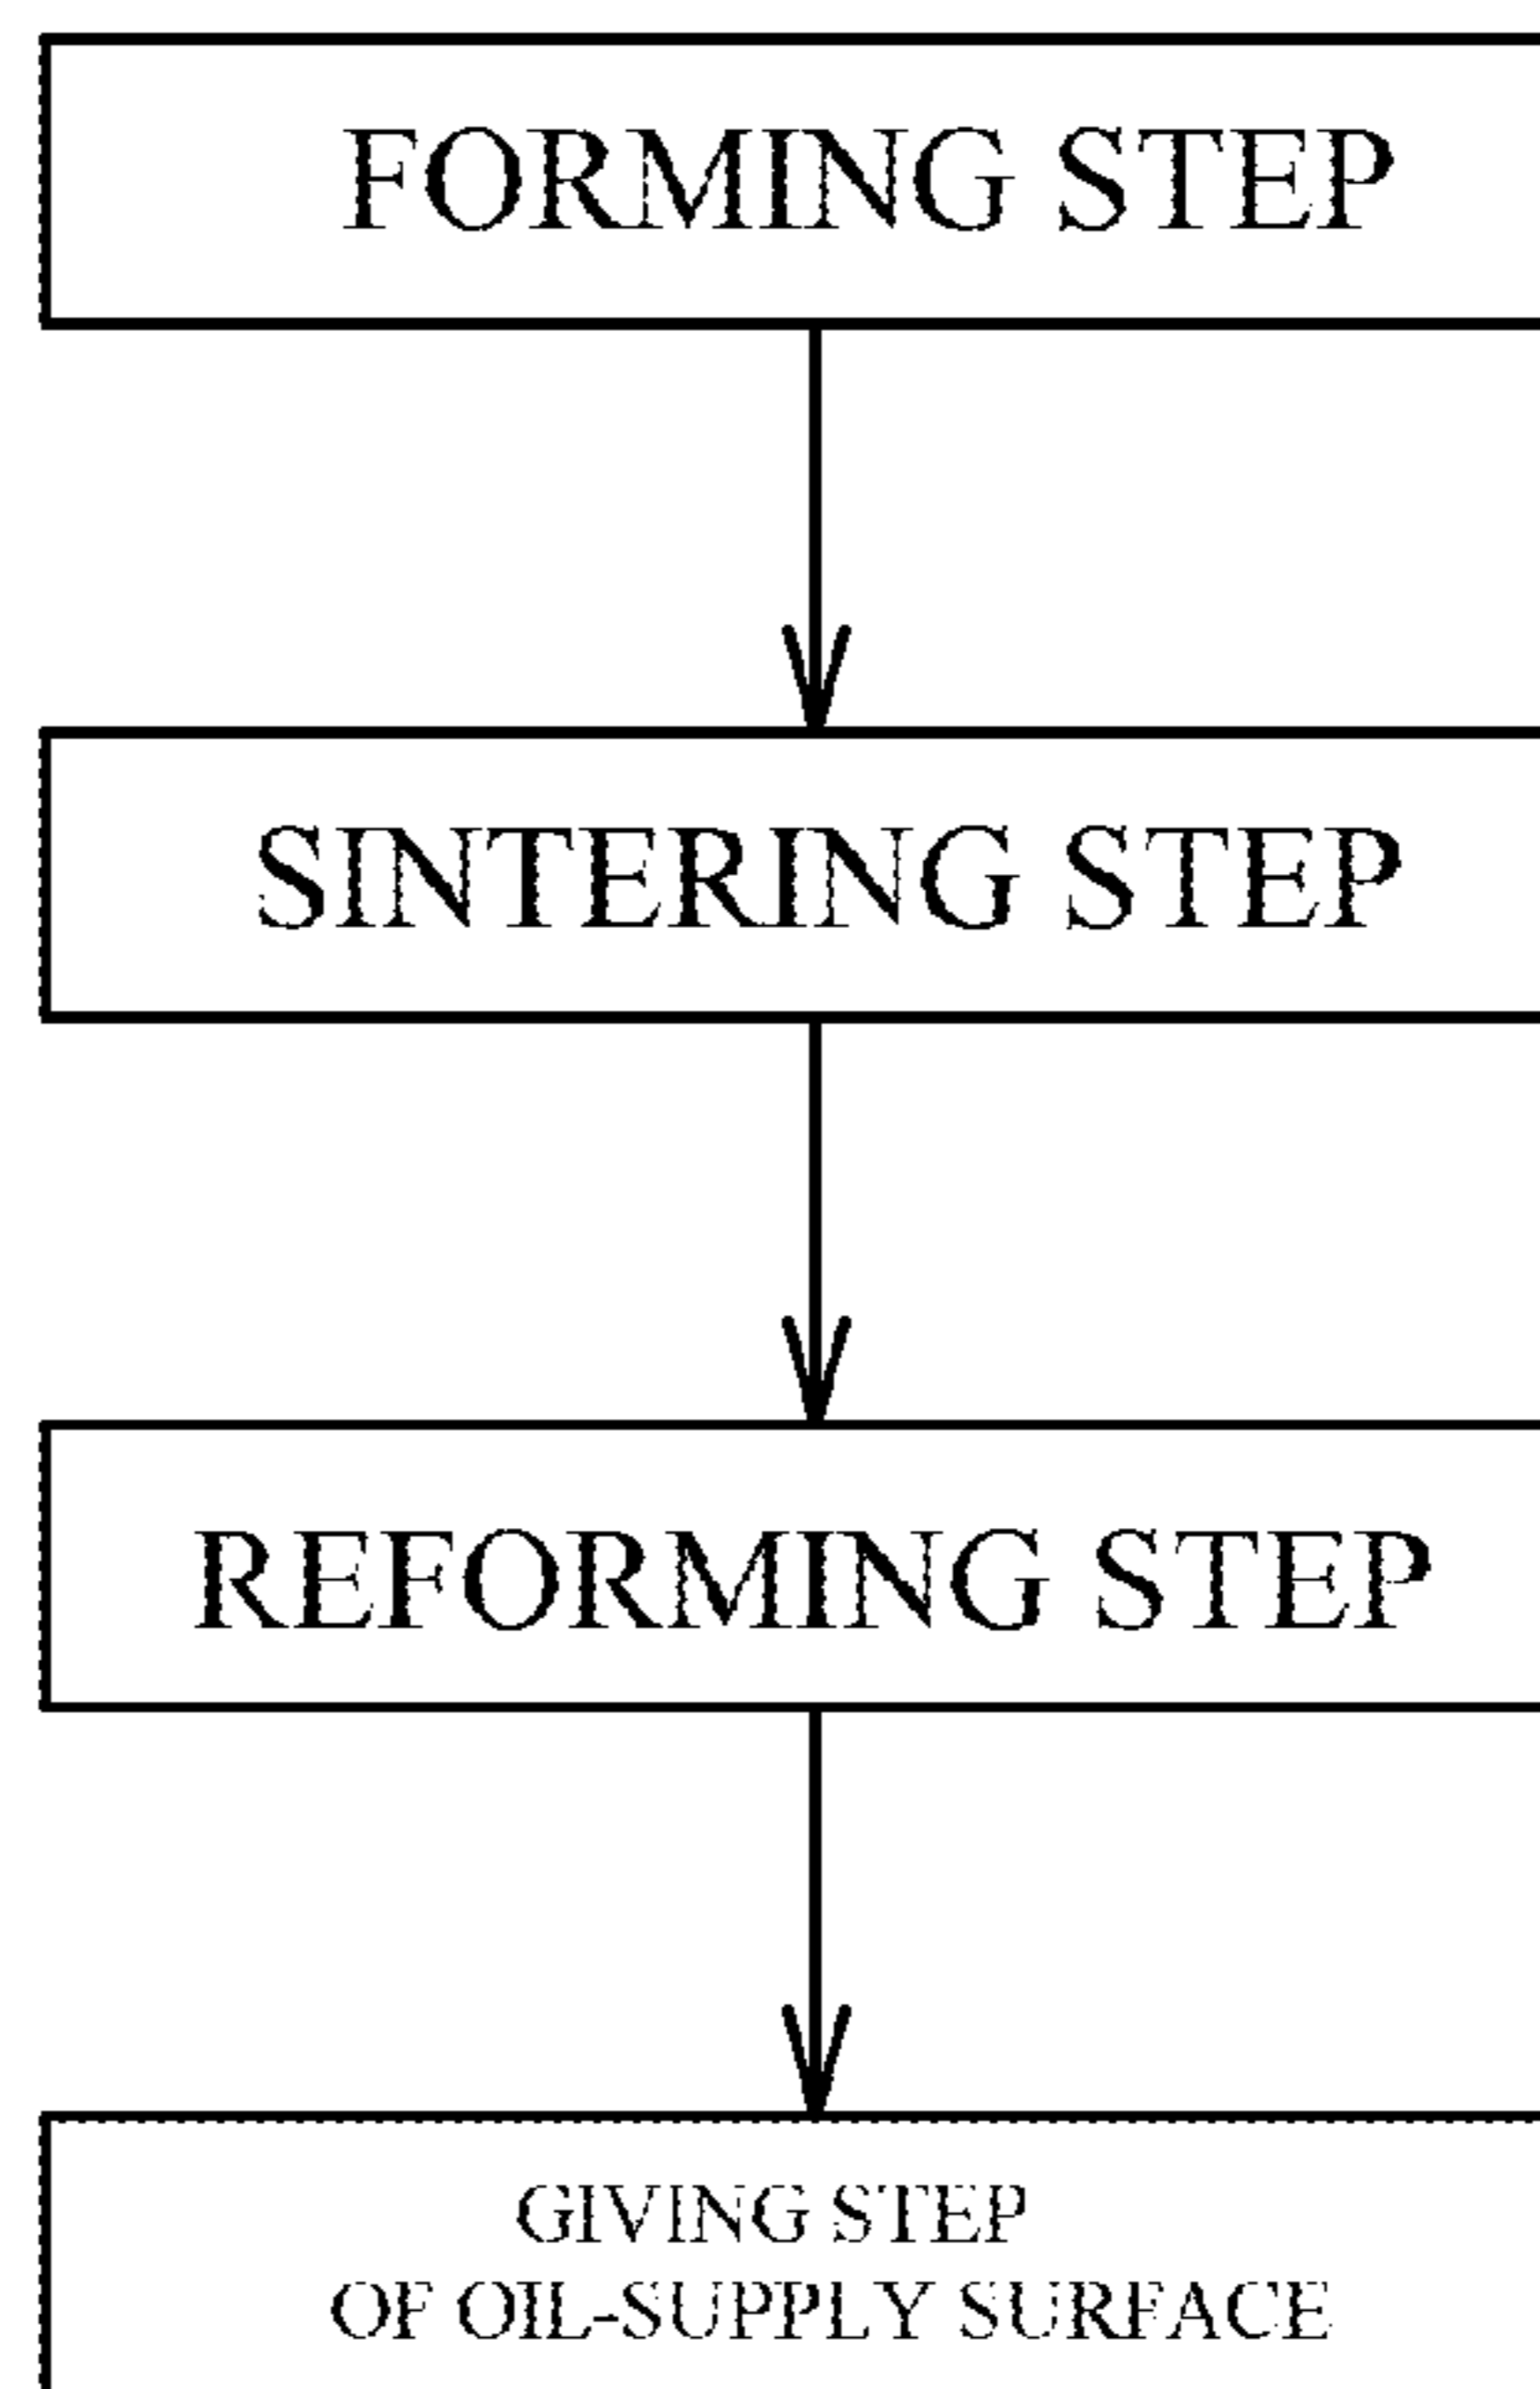 FORMING STEP
SINTERING STEP
REFORMING STEP
GIVING STEP
OF OIL-SUPPLY SURFACE